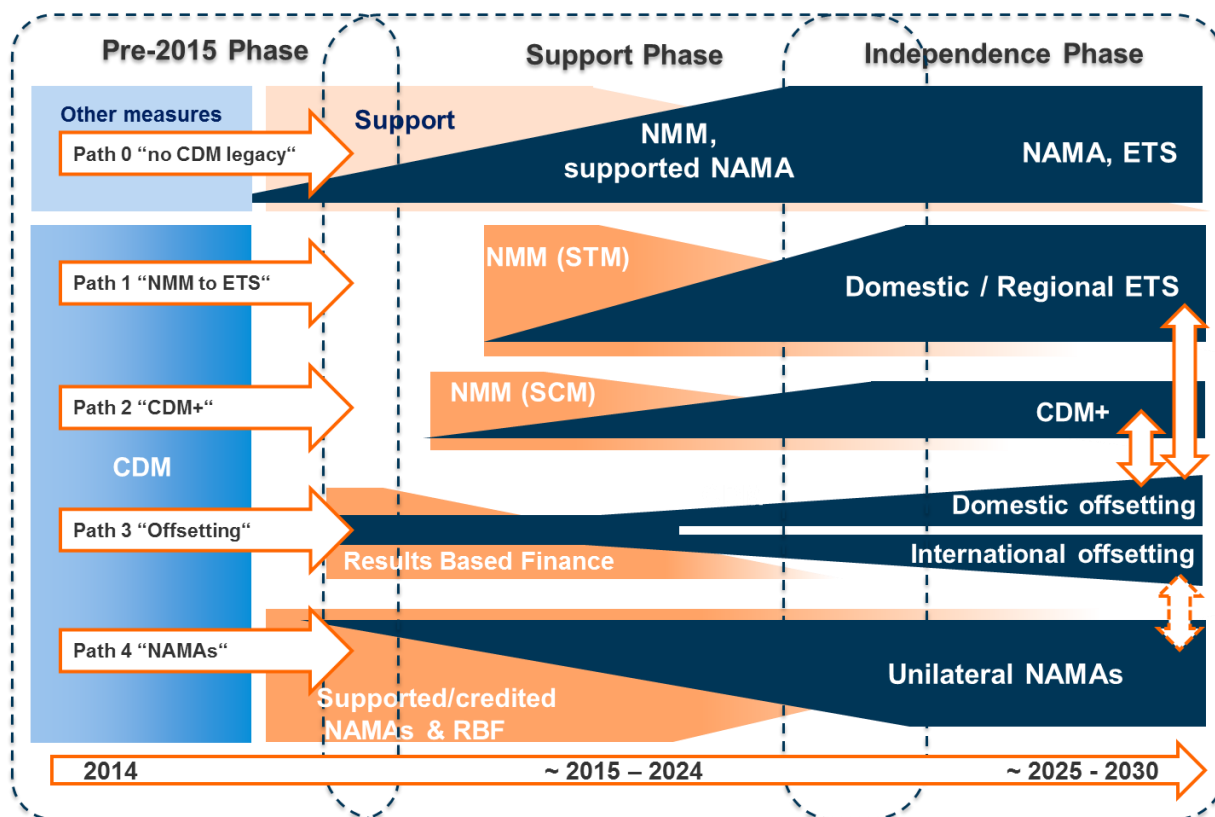 Pre-2015 Phase
Support Phase
Independence Phase
Other measures
Path 0 “no CDM legacy“
Support
NMM,
supported NAMA
NAMA, ETS
Path 1 “NMM to ETS“
NMM (STM)
Domestic / Regional ETS
Path 2 “CDM+“
NMM (SCM)
CDM+
CDM
Path 3 “Offsetting“
Domestic offsetting
Results Based Finance
International offsetting
Path 4 “NAMAs“
Unilateral NAMAs
Supported/credited
NAMAs & RBF
2014
~ 2015 – 2024
~ 2025 - 2030